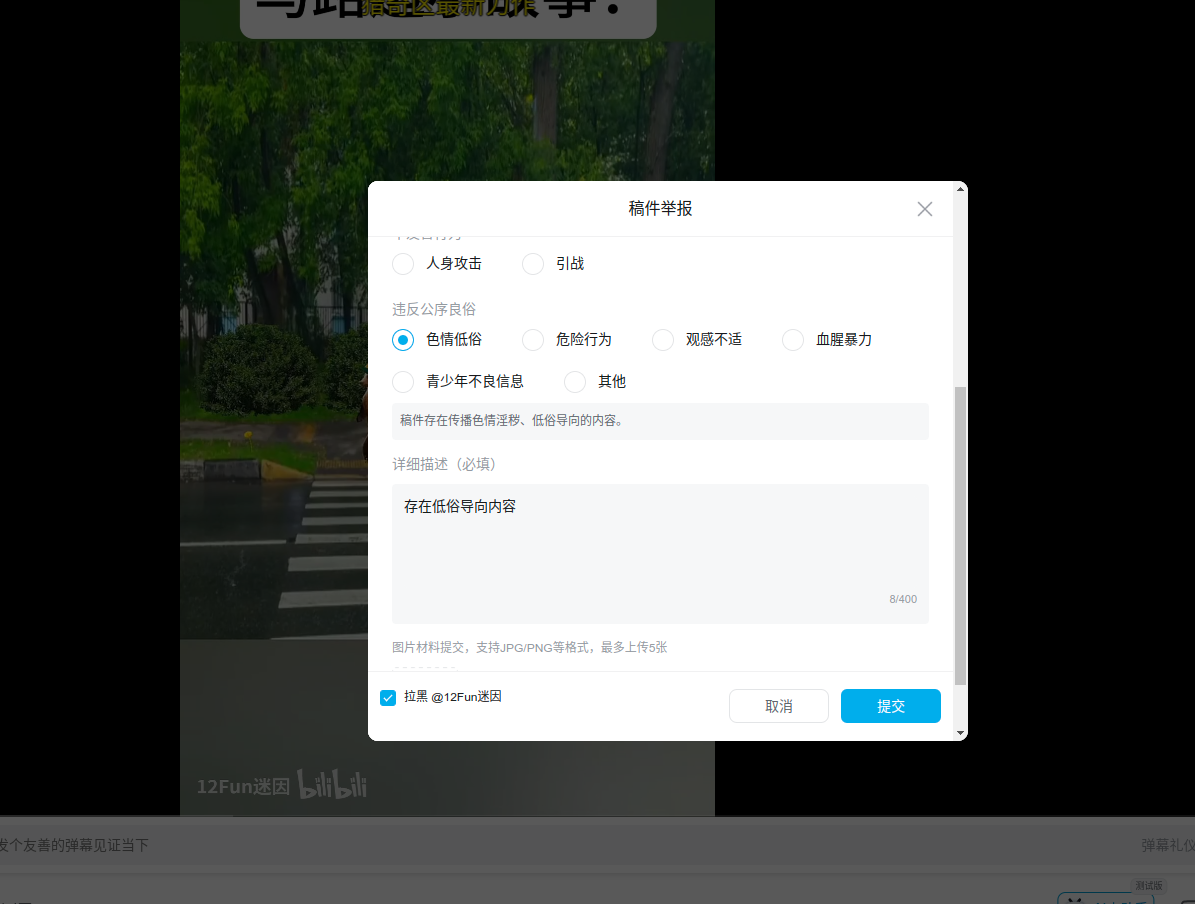 猎奇区最新力作
稿件举报
人身攻击 引战
违反公序良俗
色情低俗 危险行为 观感不适 血腥暴力
青少年不良信息 其他
稿件存在传播色情淫秽、低俗导向的内容。
详细描述（必填）
存在低俗导向内容
8/400
图片材料提交，支持JPG/PNG等格式，最多上传5张
拉黑 @12Fun迷因
取消 提交
12Fun迷因 bilibili
发个友善的弹幕见证当下 弹幕礼仪
测试版